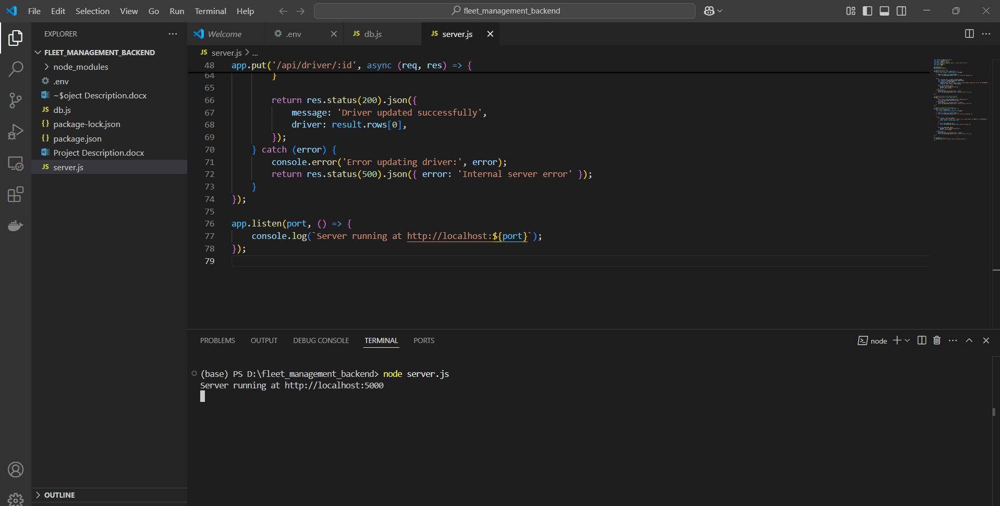 File Edit Selection View Go Run Terminal Help
fleet_management_backend
EXPLORER
FLEET_MANAGEMENT_BACKEND
node_modules
.env
~$oject Description.docx
JS db.js
{} package-lock.json
{} package.json
Project Description.docx
JS server.js
OUTLINE
Welcome
.env
JS db.js
JS server.js
JS server.js > ...
48 app.put('/api/driver/:id', async (req, res) => {
64 }
65
66 return res.status(200).json({
67 message: 'Driver updated successfully',
68 driver: result.rows[0],
69 });
70 } catch (error) {
71 console.error('Error updating driver:', error);
72 return res.status(500).json({ error: 'Internal server error' });
73 }
74 });
75
76 app.listen(port, () => {
77 console.log(`Server running at http://localhost:${port}`);
78 });
79
PROBLEMS OUTPUT DEBUG CONSOLE TERMINAL PORTS
node
(base) PS D:\fleet_management_backend> node server.js
Server running at http://localhost:5000